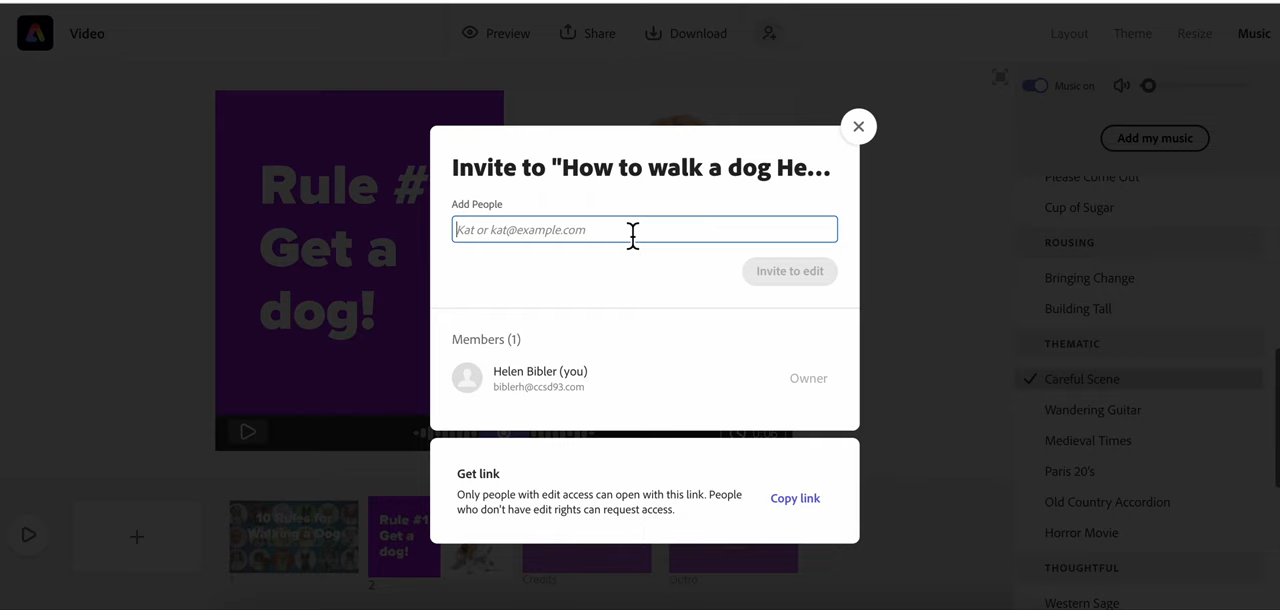 Video
Preview
Share
Download
Layout
Theme
Resize
Music
Music on
Add my music
Please Come Out
Cup of Sugar
ROUSING
Bringing Change
Building Tall
THEMATIC
Careful Scene
Wandering Guitar
Medieval Times
Paris 20's
Old Country Accordion
Horror Movie
THOUGHTFUL
Western Sage
Rule #
Get a
dog!
Invite to "How to walk a dog He...
Add People
Kat or kat@example.com
Invite to edit
Members (1)
Helen Bibler (you)
biblerh@ccsd93.com
Owner
Get link
Only people with edit access can open with this link. People
who don't have edit rights can request access.
Copy link
10 Rules for
Walking a Dog
Rule #1
Get a
dog!
1
2
Credits
Outro